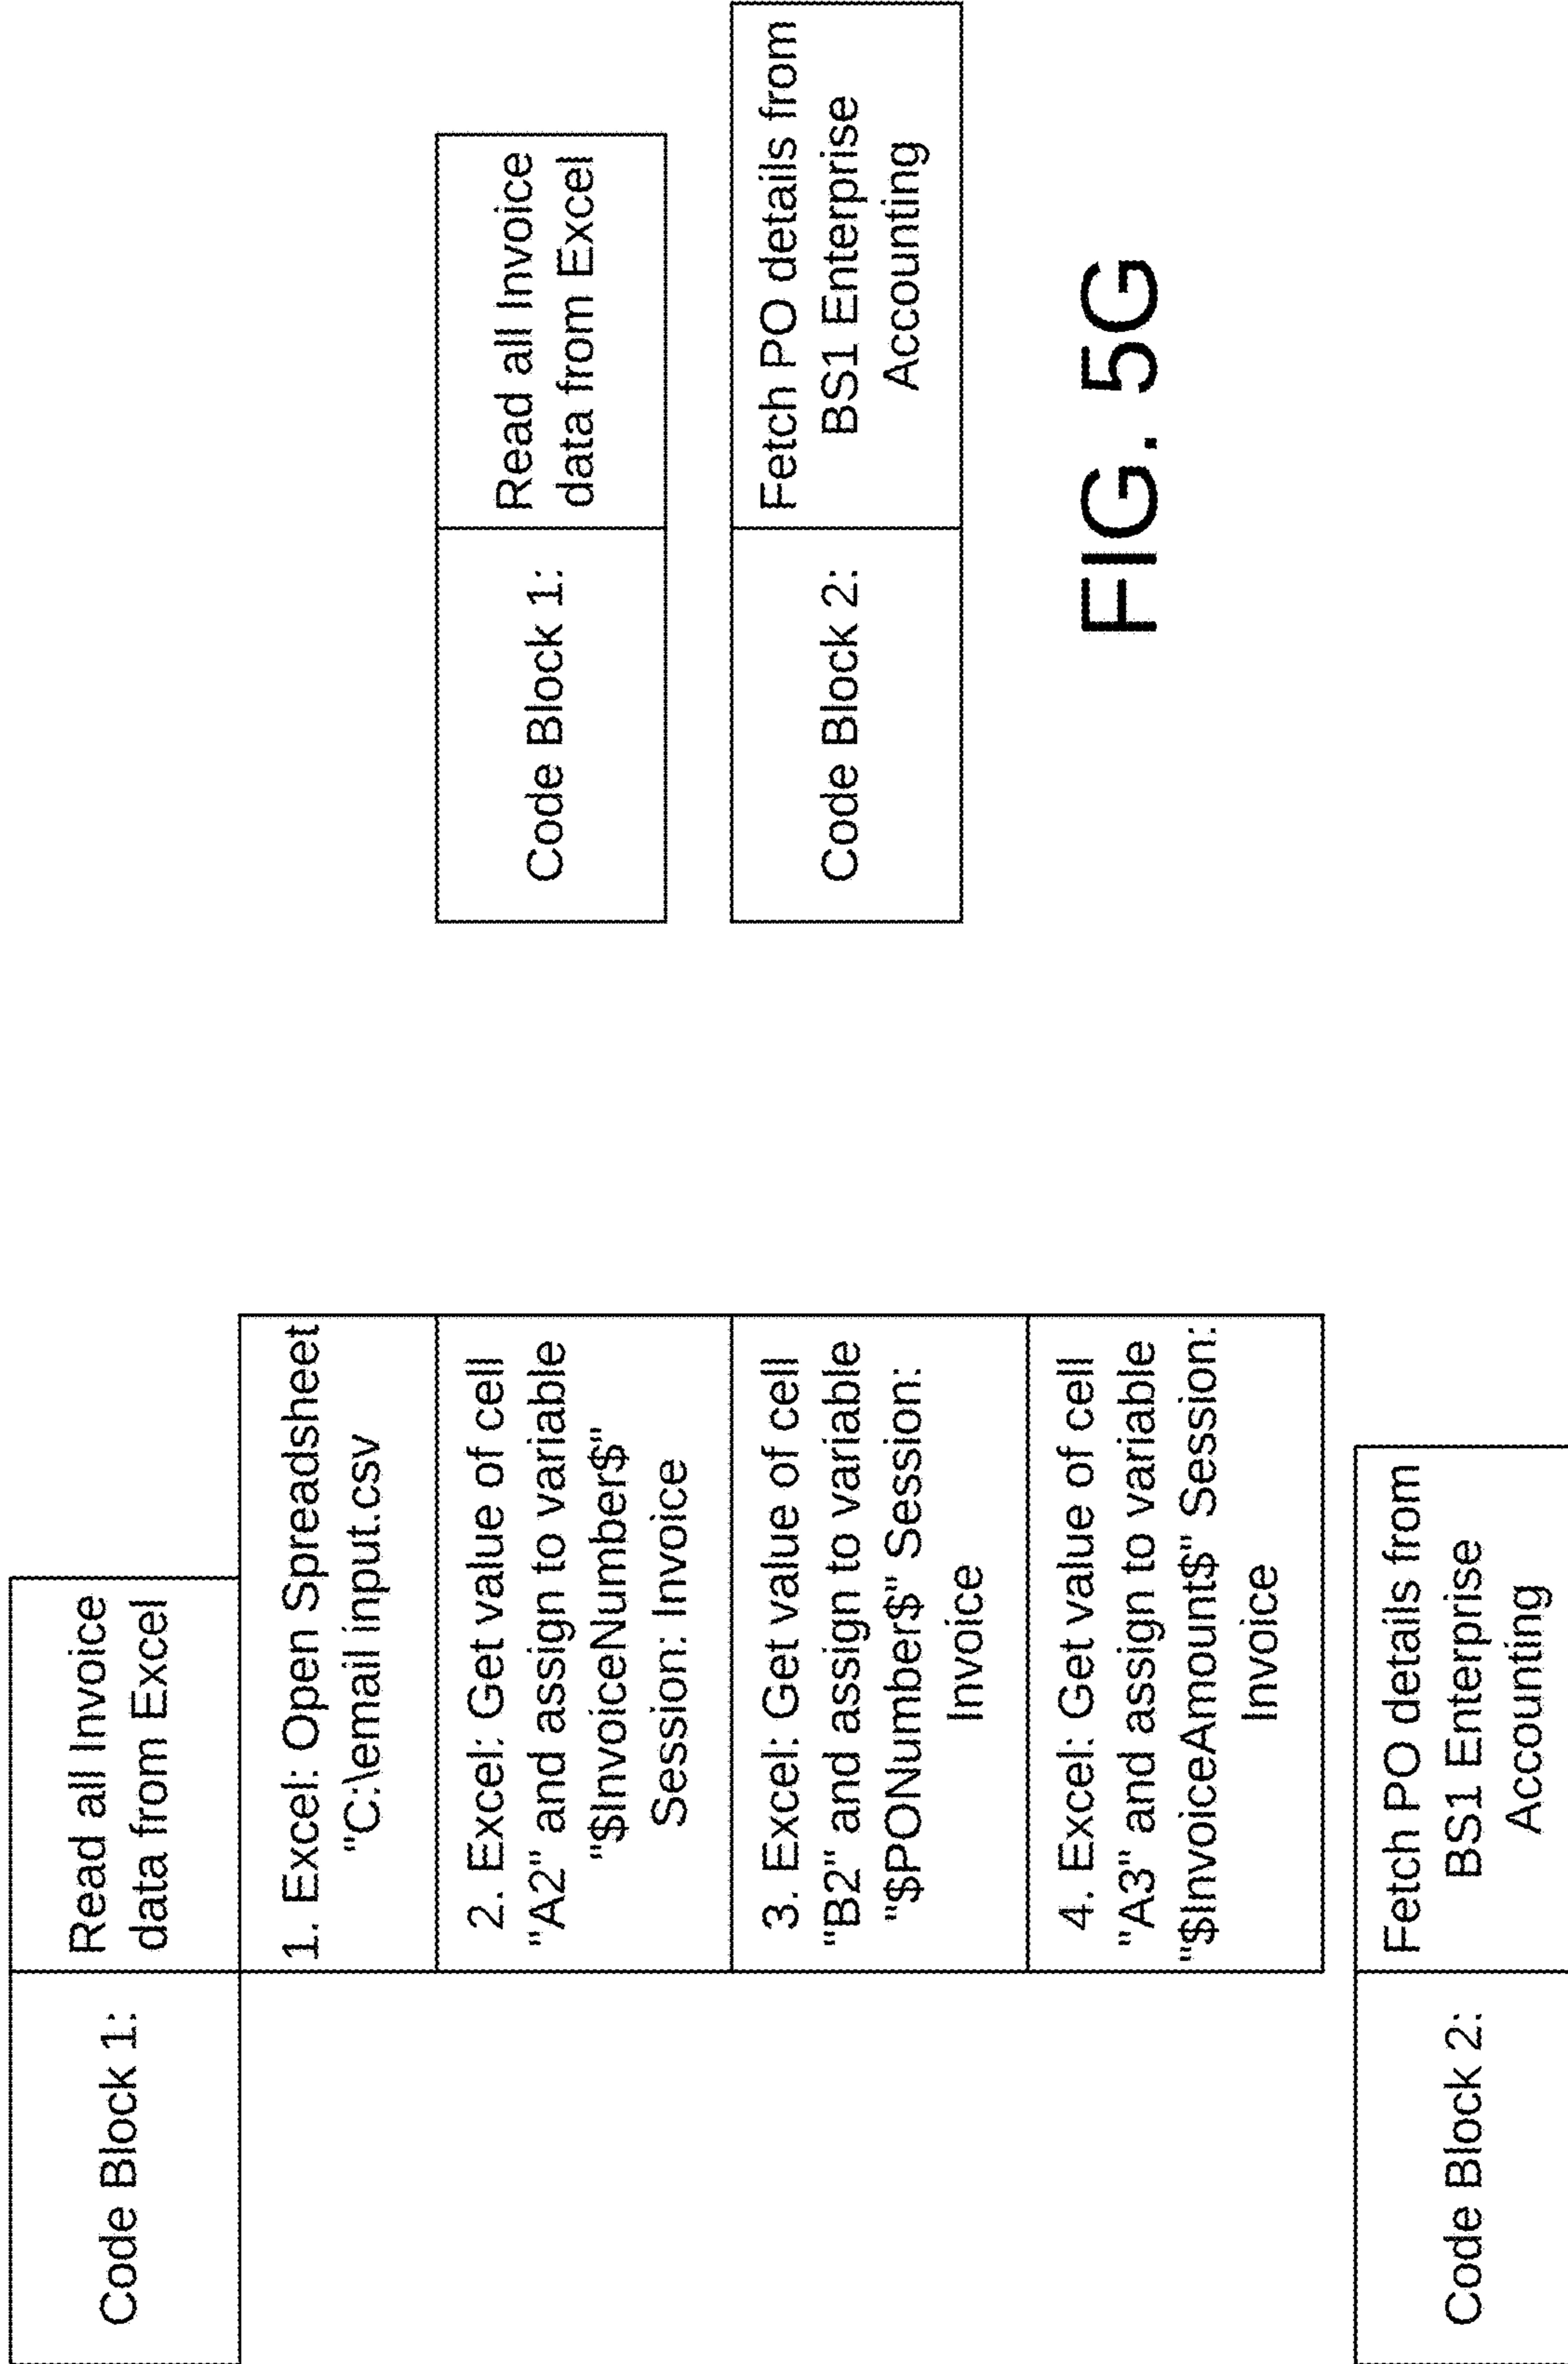 Code Block 1:
Read all Invoice
data from Excel
1. Excel: Open Spreadsheet
"C:\email input.csv
2. Excel: Get value of cell
"A2" and assign to variable
"$InvoiceNumber$"
Session: Invoice
3. Excel: Get value of cell
"B2" and assign to variable
"$PONumber$" Session:
Invoice
4. Excel: Get value of cell
"A3" and assign to variable
"$InvoiceAmount$" Session:
Invoice
Code Block 2:
Fetch PO details from
BS1 Enterprise
Accounting
Code Block 1:
Read all Invoice
data from Excel
Code Block 2:
Fetch PO details from
BS1 Enterprise
Accounting
FIG. 5G